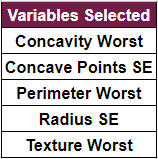 Variables Selected
Concavity Worst
Concave Points SE
Perimeter Worst
Radius SE
Texture Worst